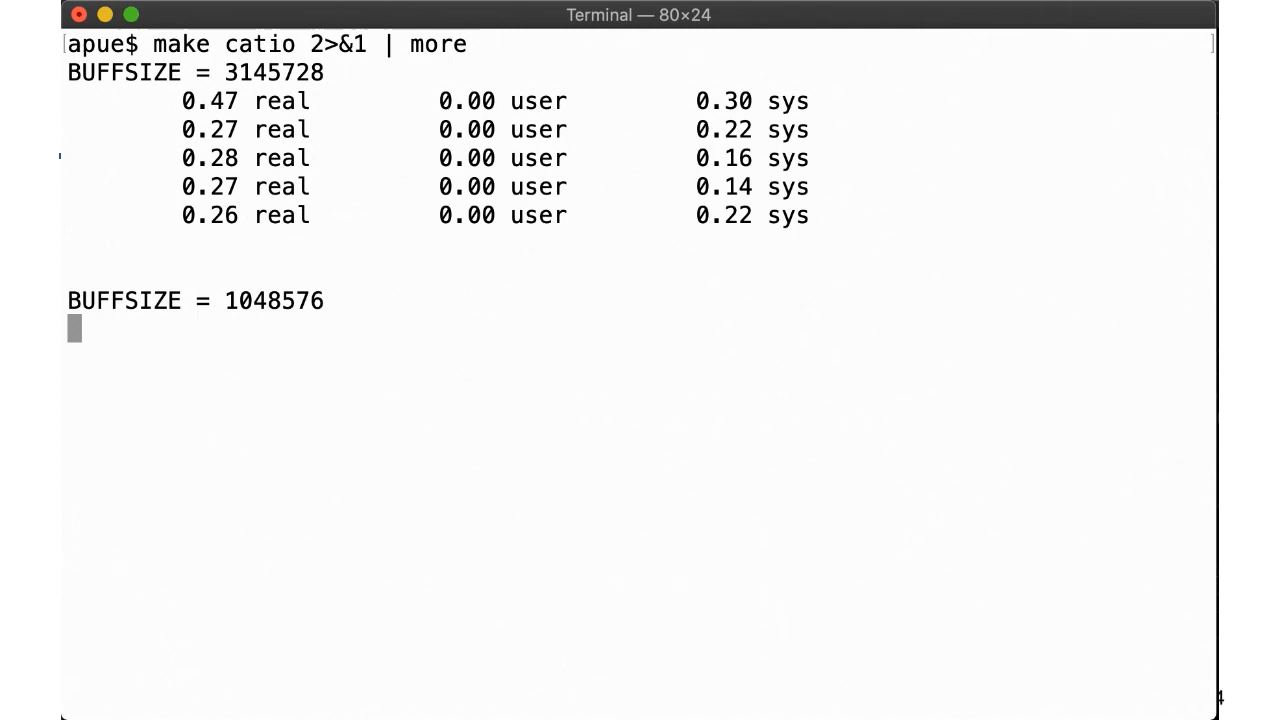 Terminal — 80×24
apue$ make catio 2>&1 | more
BUFFSIZE = 3145728
0.47 real 0.00 user 0.30 sys
0.27 real 0.00 user 0.22 sys
0.28 real 0.00 user 0.16 sys
0.27 real 0.00 user 0.14 sys
0.26 real 0.00 user 0.22 sys
BUFFSIZE = 1048576
4